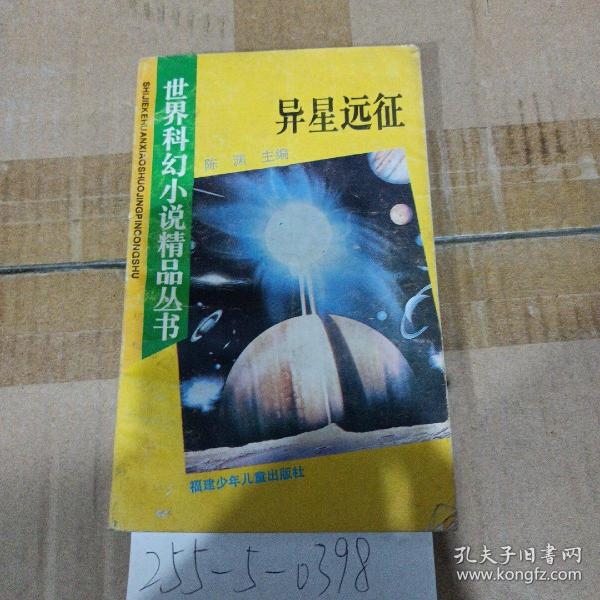 异星远征
陈渊 主编
世界科幻小说精品丛书
SHIJIEKEHUANXIAOSHUOJINGPINCONGSHU
福建少年儿童出版社
255-5-0398
孔夫子旧书网
www.kongfz.com